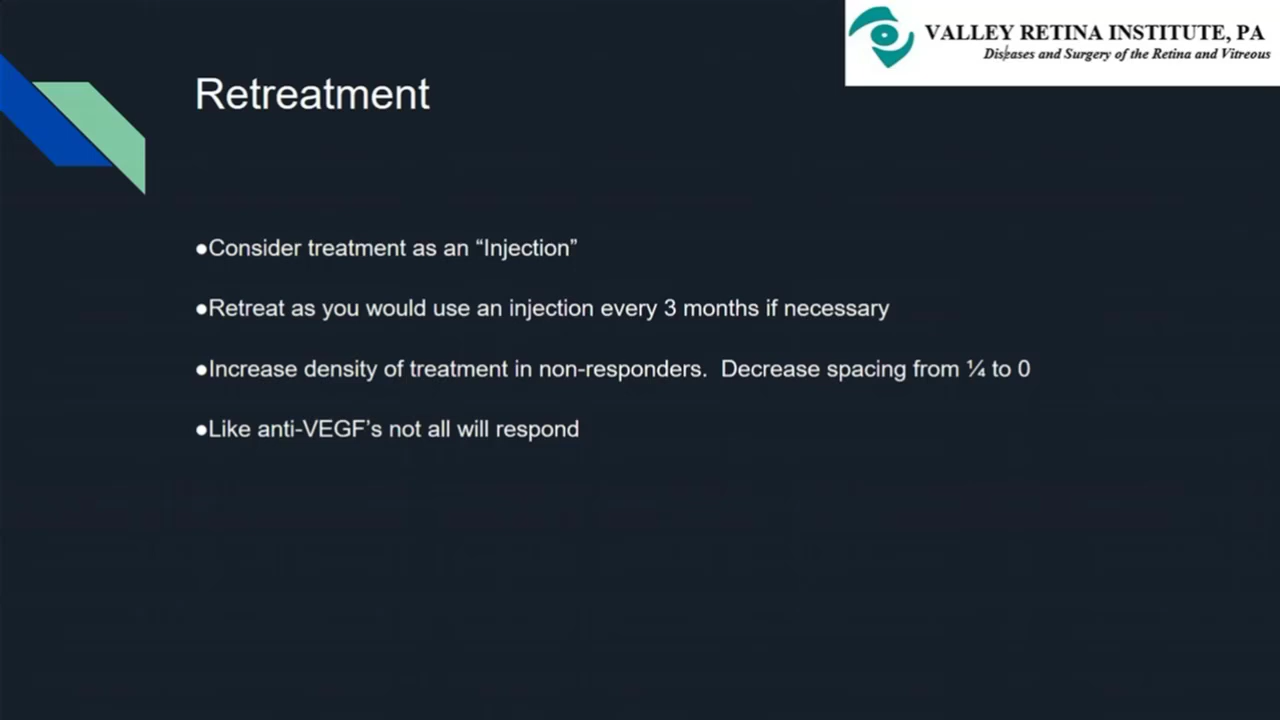 VALLEY RETINA INSTITUTE, PA
Diseases and Surgery of the Retina and Vitreous
Retreatment
●Consider treatment as an “Injection”
●Retreat as you would use an injection every 3 months if necessary
●Increase density of treatment in non-responders.  Decrease spacing from ¼ to 0
●Like anti-VEGF’s not all will respond